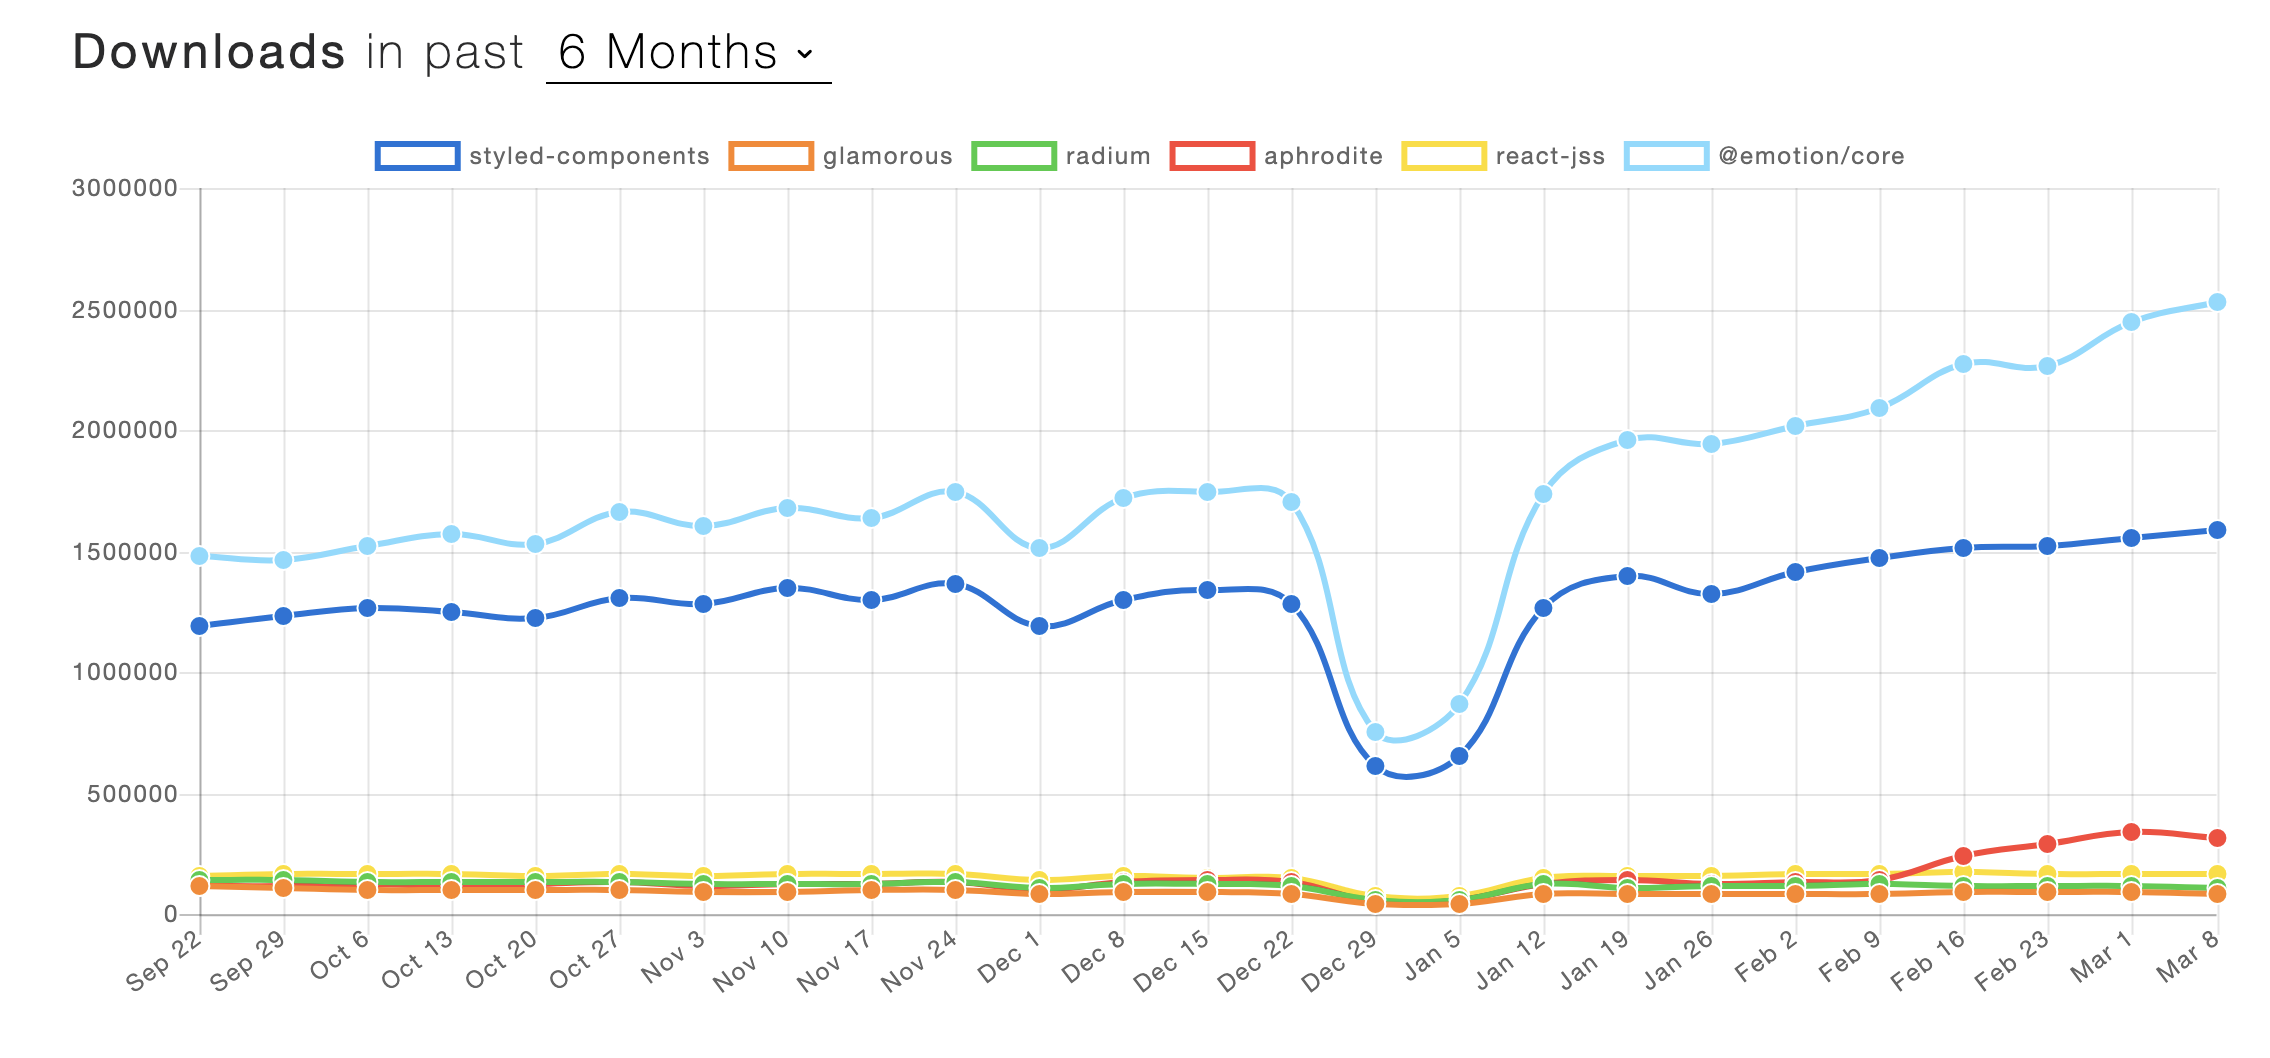 Downloads in past 6 Months
styled-components glamorous radium aphrodite react-jss @emotion/core
3000000
2500000
2000000
1500000
1000000
500000
0
Sep 22 Sep 29 Oct 6 Oct 13 Oct 20 Oct 27 Nov 3 Nov 10 Nov 17 Nov 24 Dec 1 Dec 8 Dec 15 Dec 22 Dec 29 Jan 5 Jan 12 Jan 19 Jan 26 Feb 2 Feb 9 Feb 16 Feb 23 Mar 1 Mar 8